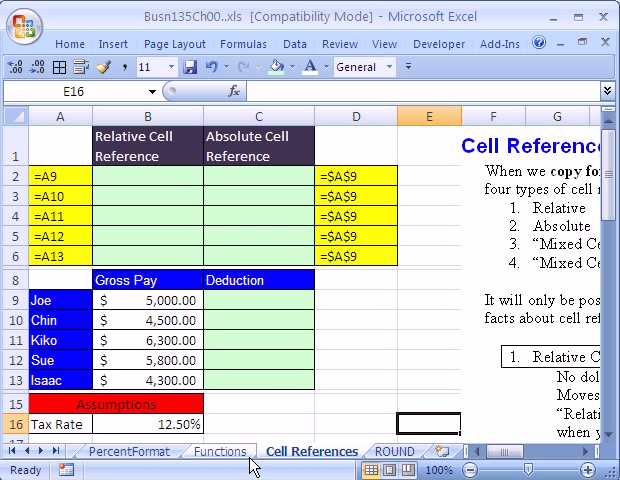 Busn135Ch00..xls [Compatibility Mode] - Microsoft Excel
Home Insert Page Layout Formulas Data Review View Developer Add-Ins
11 General
E16 fx
A B C D E F G
1 Relative Cell Reference Absolute Cell Reference Cell Reference
2 =A9 =$A$9
3 =A10 =$A$9
4 =A11 =$A$9
5 =A12 =$A$9
6 =A13 =$A$9
8 Gross Pay Deduction
9 Joe $ 5,000.00
10 Chin $ 4,500.00
11 Kiko $ 6,300.00
12 Sue $ 5,800.00
13 Isaac $ 4,300.00
15 Assumptions
16 Tax Rate 12.50%
When we copy fo
four types of cell
1. Relative
2. Absolute
3. "Mixed Ce
4. "Mixed Ce
It will only be pos
facts about cell ref
1. Relative C
No dol
Moves
"Relati
when y
PercentFormat Functions Cell References ROUND
Ready 100%